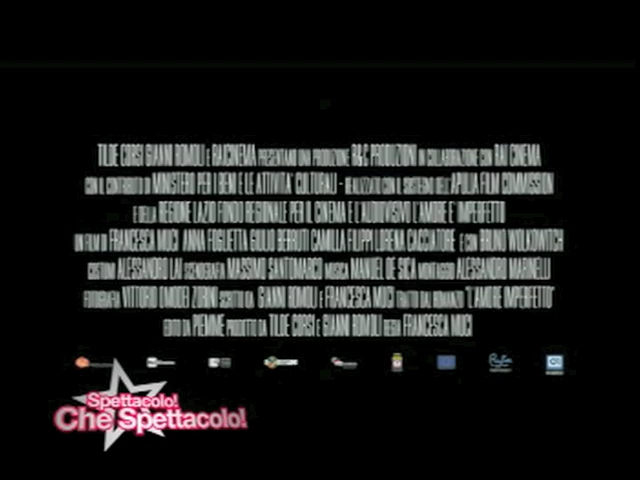 TILDE CORSI GIANNI ROMOLI E RAI CINEMA PRESENTANO UNA PRODUZIONE R&C PRODUZIONI IN COLLABORAZIONE CON RAI CINEMA
CON IL CONTRIBUTO DI MINISTERO PER I BENI E LE ATTIVITA' CULTURALI - REALIZZATO CON IL SOSTEGNO DELL'APULIA FILM COMMISSION
E DELLA REGIONE LAZIO FONDO REGIONALE PER IL CINEMA E L'AUDIOVISIVO L'AMORE E' IMPERFETTO
UN FILM DI FRANCESCA MUCI ANNA FOGLIETTA GIULIO BERRUTI CAMILLA FILIPPI LORENA CACCIATORE E CON BRUNO WOLKOWITCH
COSTUMI ALESSANDRO LAI SCENOGRAFIA MASSIMO SANTOMARCO MUSICA MANUEL DE SICA MONTAGGIO ALESSANDRO MARINELLI
FOTOGRAFIA VITTORIO OMODEI ZORINI SCRITTO DA GIANNI ROMOLI E FRANCESCA MUCI TRATTO DAL ROMANZO "L'AMORE IMPERFETTO"
EDITO DA PIEMME PRODOTTO DA TILDE CORSI E GIANNI ROMOLI REGIA FRANCESCA MUCI
Spettacolo!
Che Spettacolo!